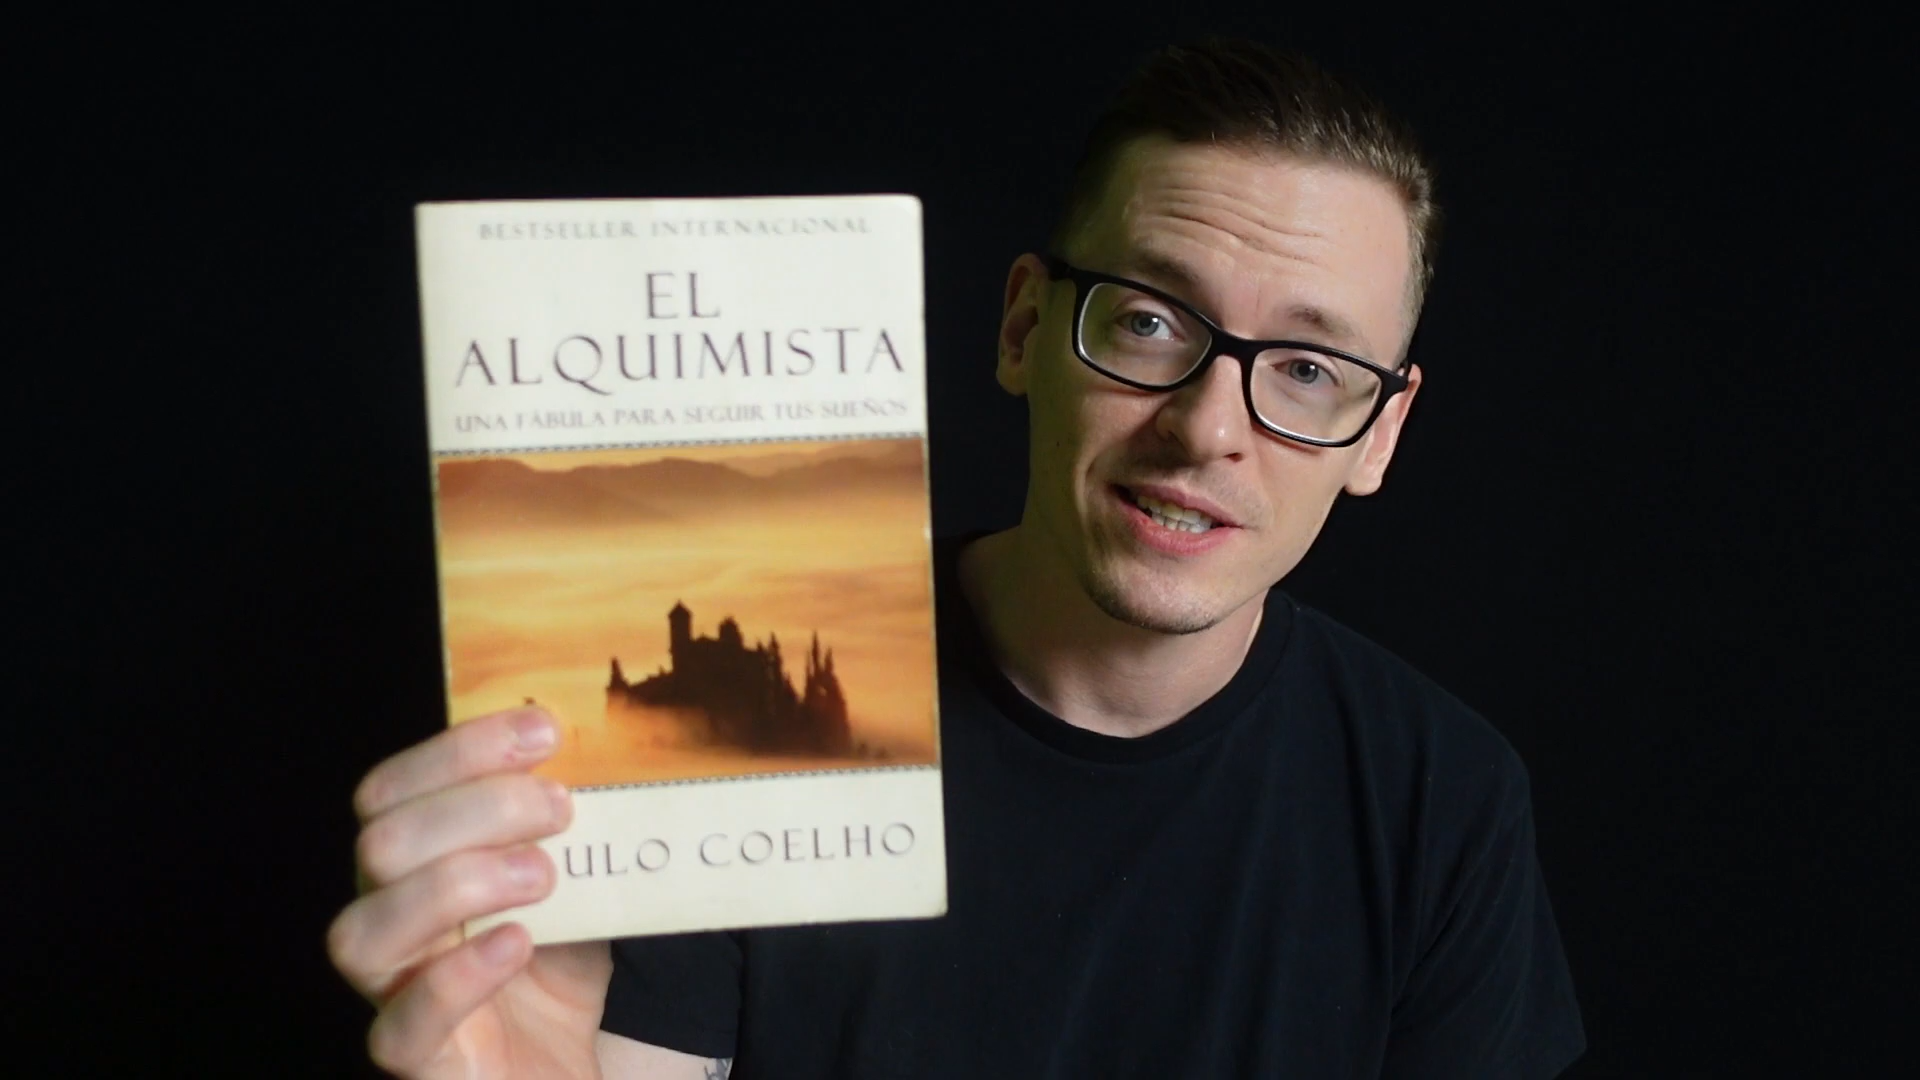 BESTSELLER INTERNACIONAL
EL
ALQUIMISTA
UNA FÁBULA PARA SEGUIR TUS SUEÑOS
ULO COELHO